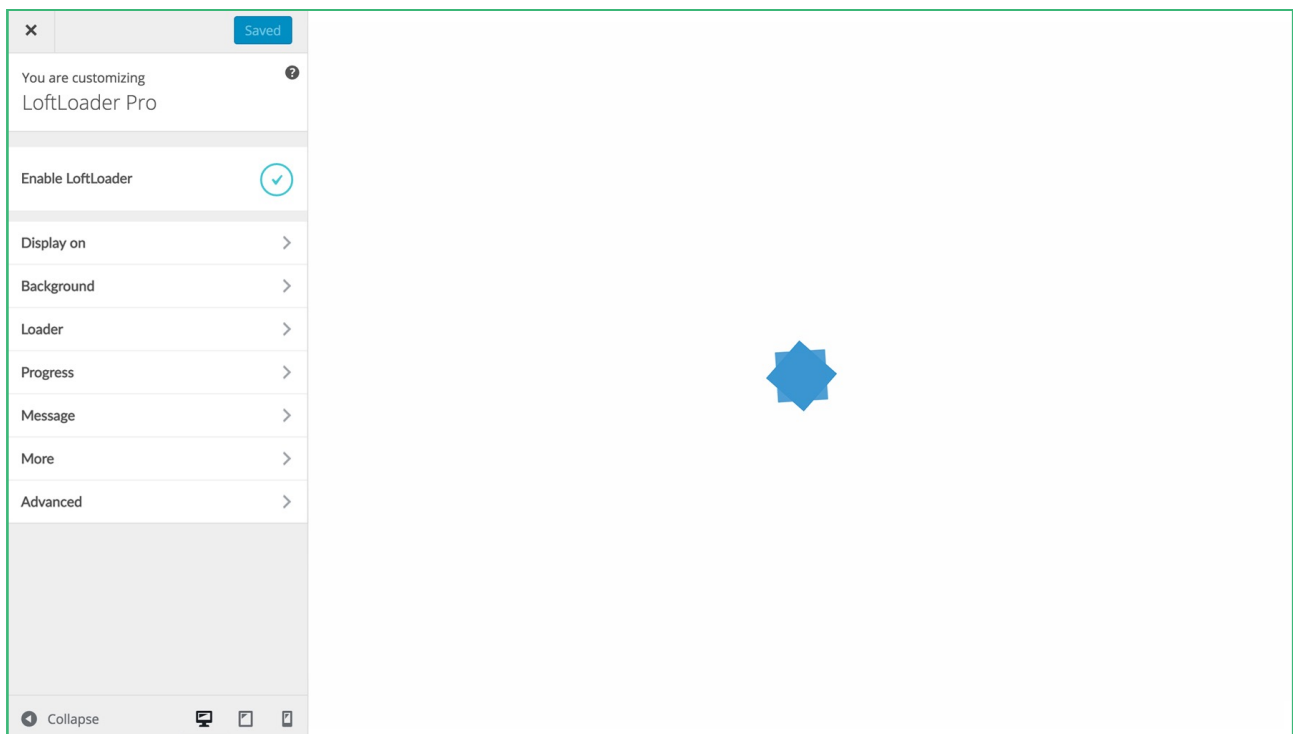 Saved
You are customizing
LoftLoader Pro
Enable LoftLoader
Display on
Background
Loader
Progress
Message
More
Advanced
Collapse